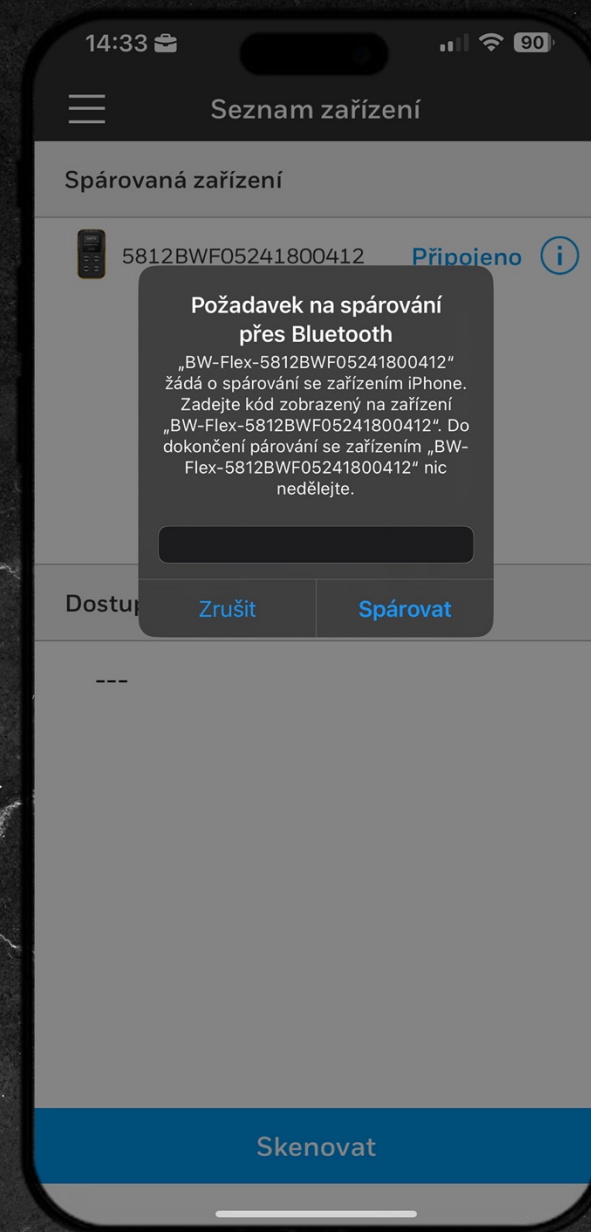 14:33
90
Seznam zařízení
Spárovaná zařízení
5812BWF05241800412 Připojeno
Požadavek na spárování
přes Bluetooth
„BW-Flex-5812BWF05241800412“
žádá o spárování se zařízením iPhone.
Zadejte kód zobrazený na zařízení
„BW-Flex-5812BWF05241800412“. Do
dokončení párování se zařízením „BW-
Flex-5812BWF05241800412“ nic
nedělejte.
Dostup
Zrušit Spárovat
---
Skenovat